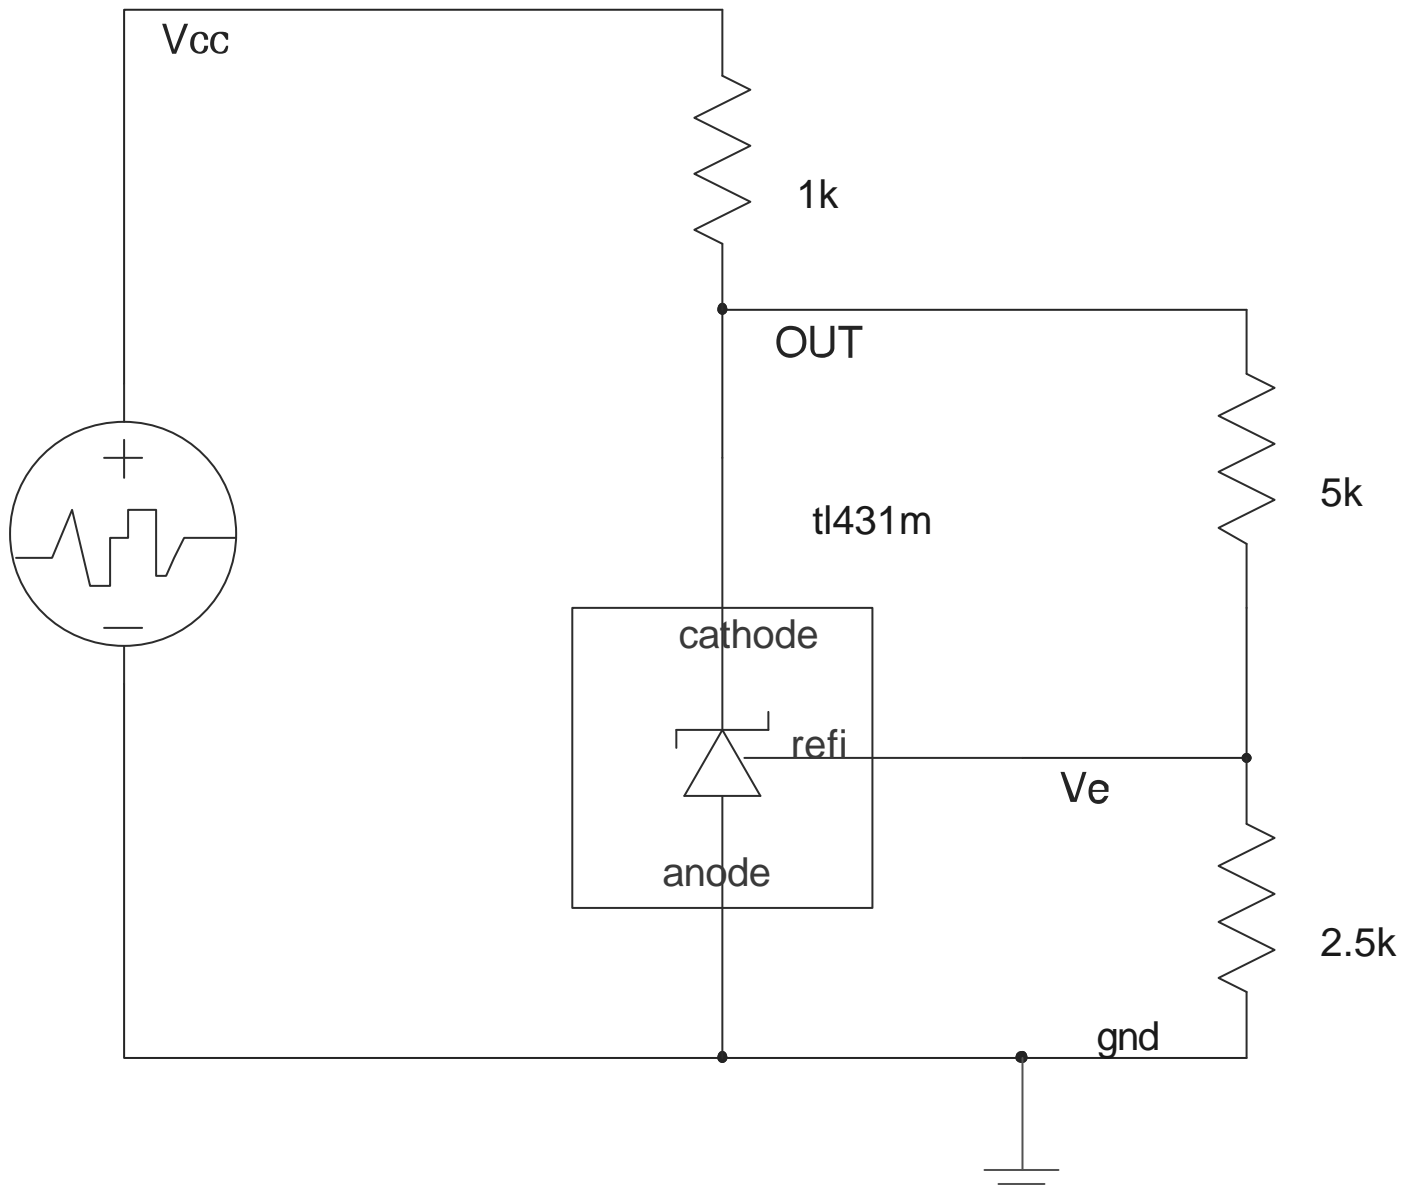 Vcc
1k
OUT
5k
tl431m
cathode
refi
Ve
anode
2.5k
gnd